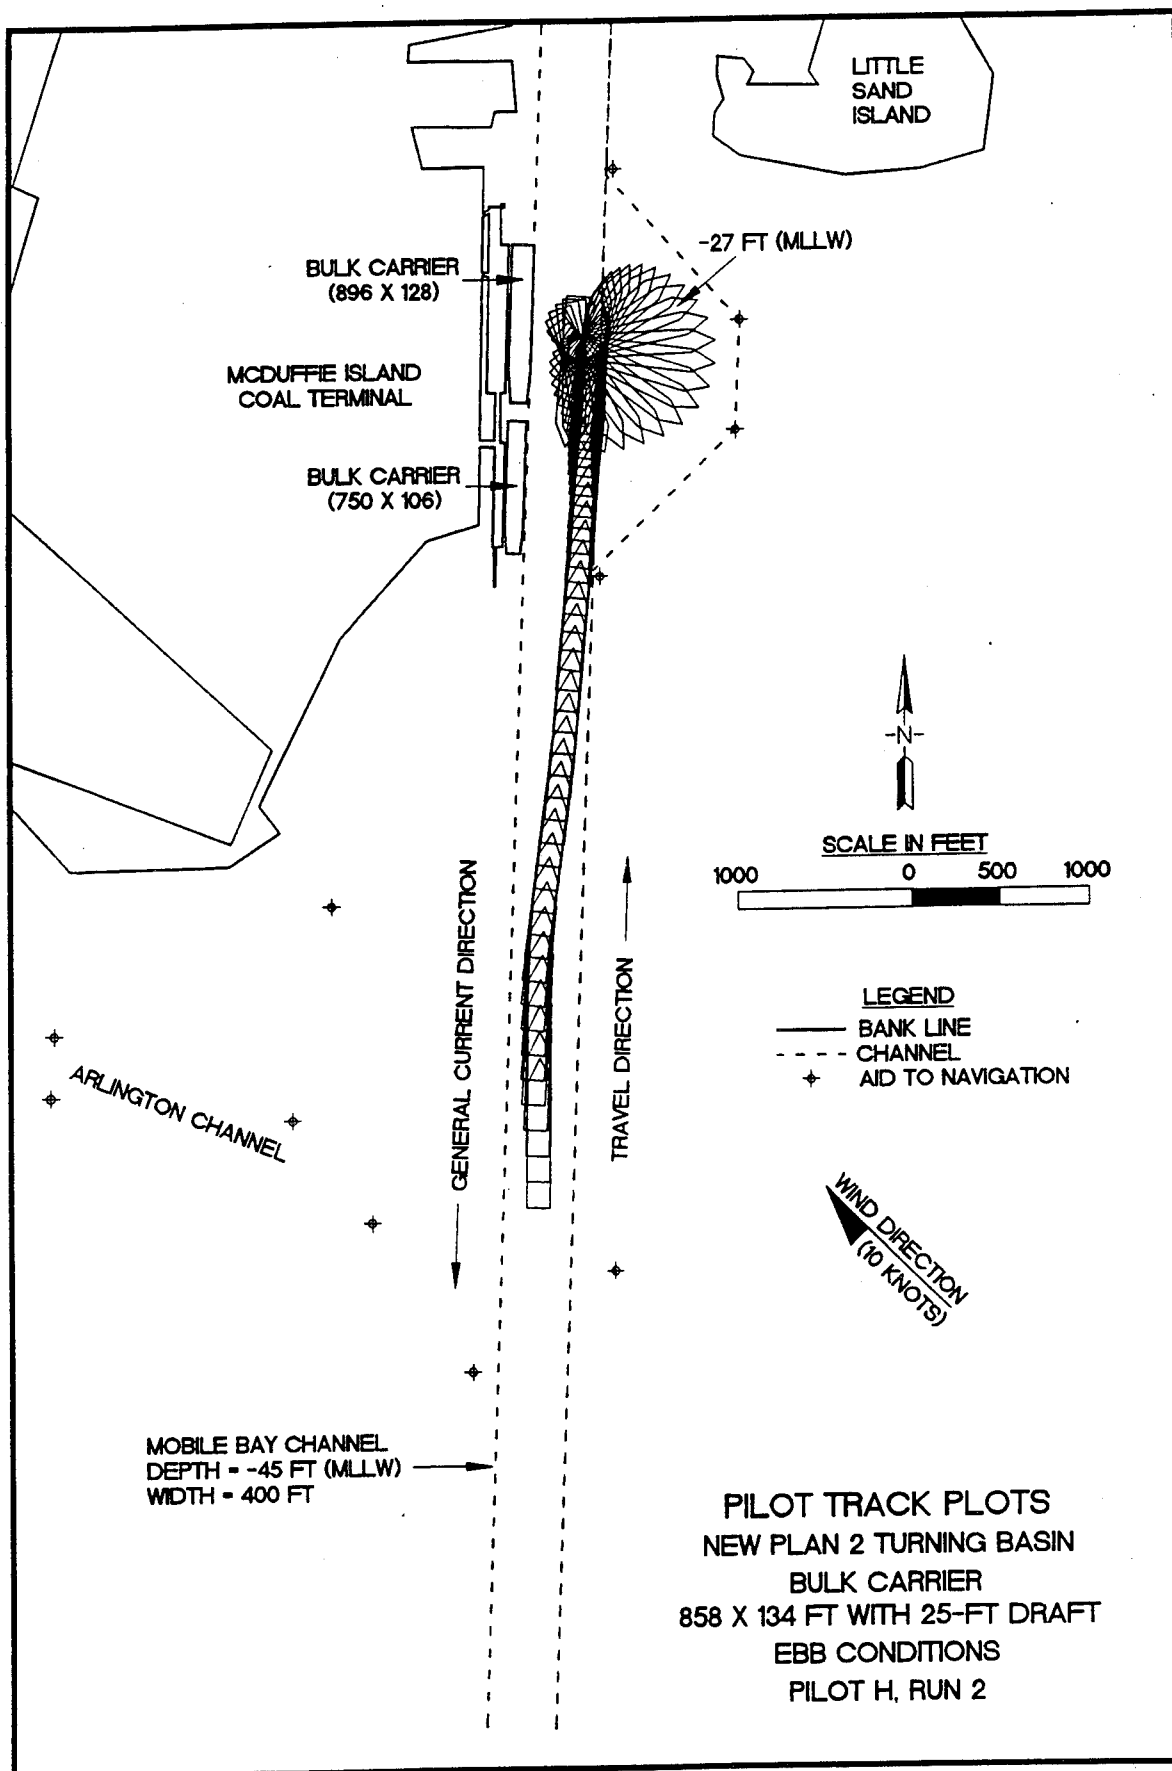 LITTLE
SAND
ISLAND
-27 FT (MLLW)
BULK CARRIER
(896 X 128)
MCDUFFIE ISLAND
COAL TERMINAL
BULK CARRIER
(750 X 106)
-N-
SCALE IN FEET
1000 0 500 1000
GENERAL CURRENT DIRECTION
TRAVEL DIRECTION
LEGEND
BANK LINE
CHANNEL
AID TO NAVIGATION
ARLINGTON CHANNEL
WIND DIRECTION
(10 KNOTS)
MOBILE BAY CHANNEL
DEPTH = -45 FT (MLLW)
WIDTH = 400 FT
PILOT TRACK PLOTS
NEW PLAN 2 TURNING BASIN
BULK CARRIER
858 X 134 FT WITH 25-FT DRAFT
EBB CONDITIONS
PILOT H, RUN 2